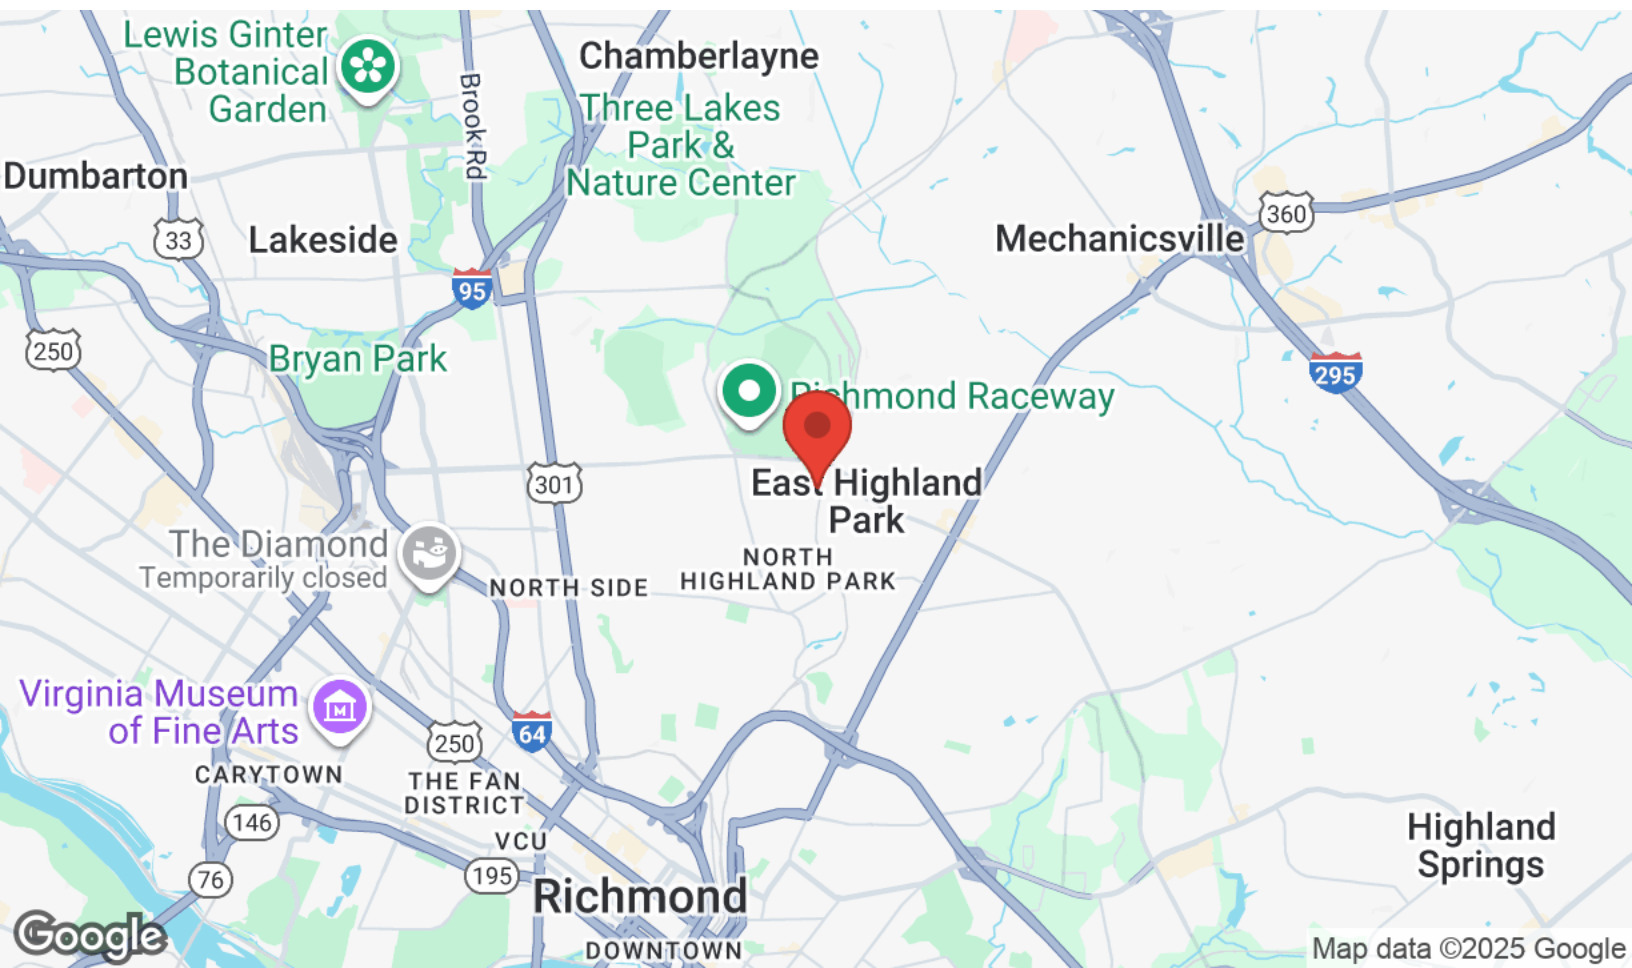 Lewis Ginter
Botanical
Garden
Brook Rd
Chamberlayne
Three Lakes
Park &
Nature Center
Dumbarton
33
Lakeside
95
360
Mechanicsville
250
Bryan Park
295
Richmond Raceway
301
East Highland
Park
The Diamond
Temporarily closed
NORTH
HIGHLAND PARK
NORTH SIDE
Virginia Museum
of Fine Arts
M
250
64
CARYTOWN
THE FAN
DISTRICT
146
VCU
76
195
Richmond
Highland
Springs
DOWNTOWN
Google
Map data ©2025 Google